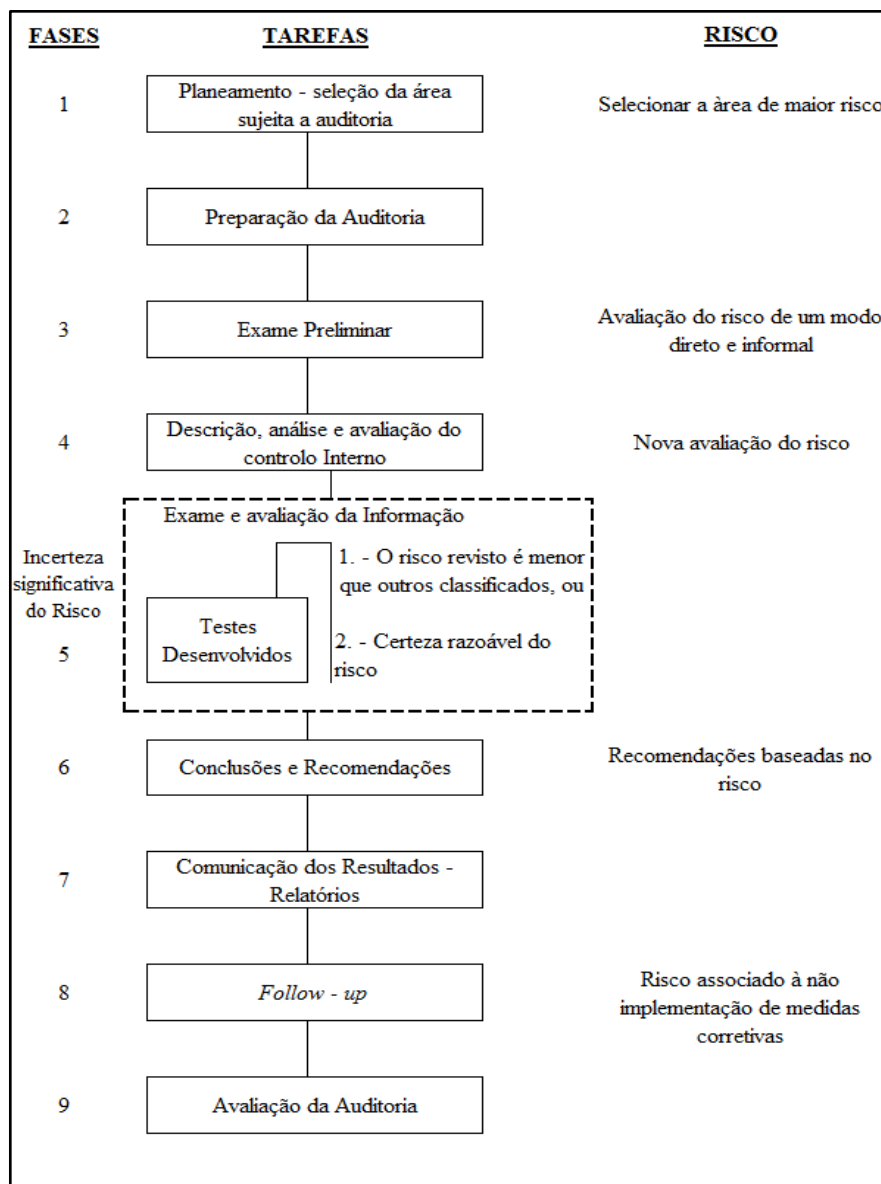 FASES TAREFAS RISCO
1
Planeamento - seleção da área
sujeita a auditoria
Selecionar a àrea de maior risco
2
Preparação da Auditoria
3
Exame Preliminar
Avaliação do risco de um modo
direto e informal
4
Descrição, análise e avaliação do
controlo Interno
Nova avaliação do risco
Exame e avaliação da Informação
Incerteza
significativa
do Risco
5
Testes
Desenvolvidos
1. - O risco revisto é menor
que outros classificados, ou
2. - Certeza razoável do
risco
6
Conclusões e Recomendações
Recomendações baseadas no
risco
7
Comunicação dos Resultados -
Relatórios
8
Follow - up
Risco associado à não
implementação de medidas
corretivas
9
Avaliação da Auditoria